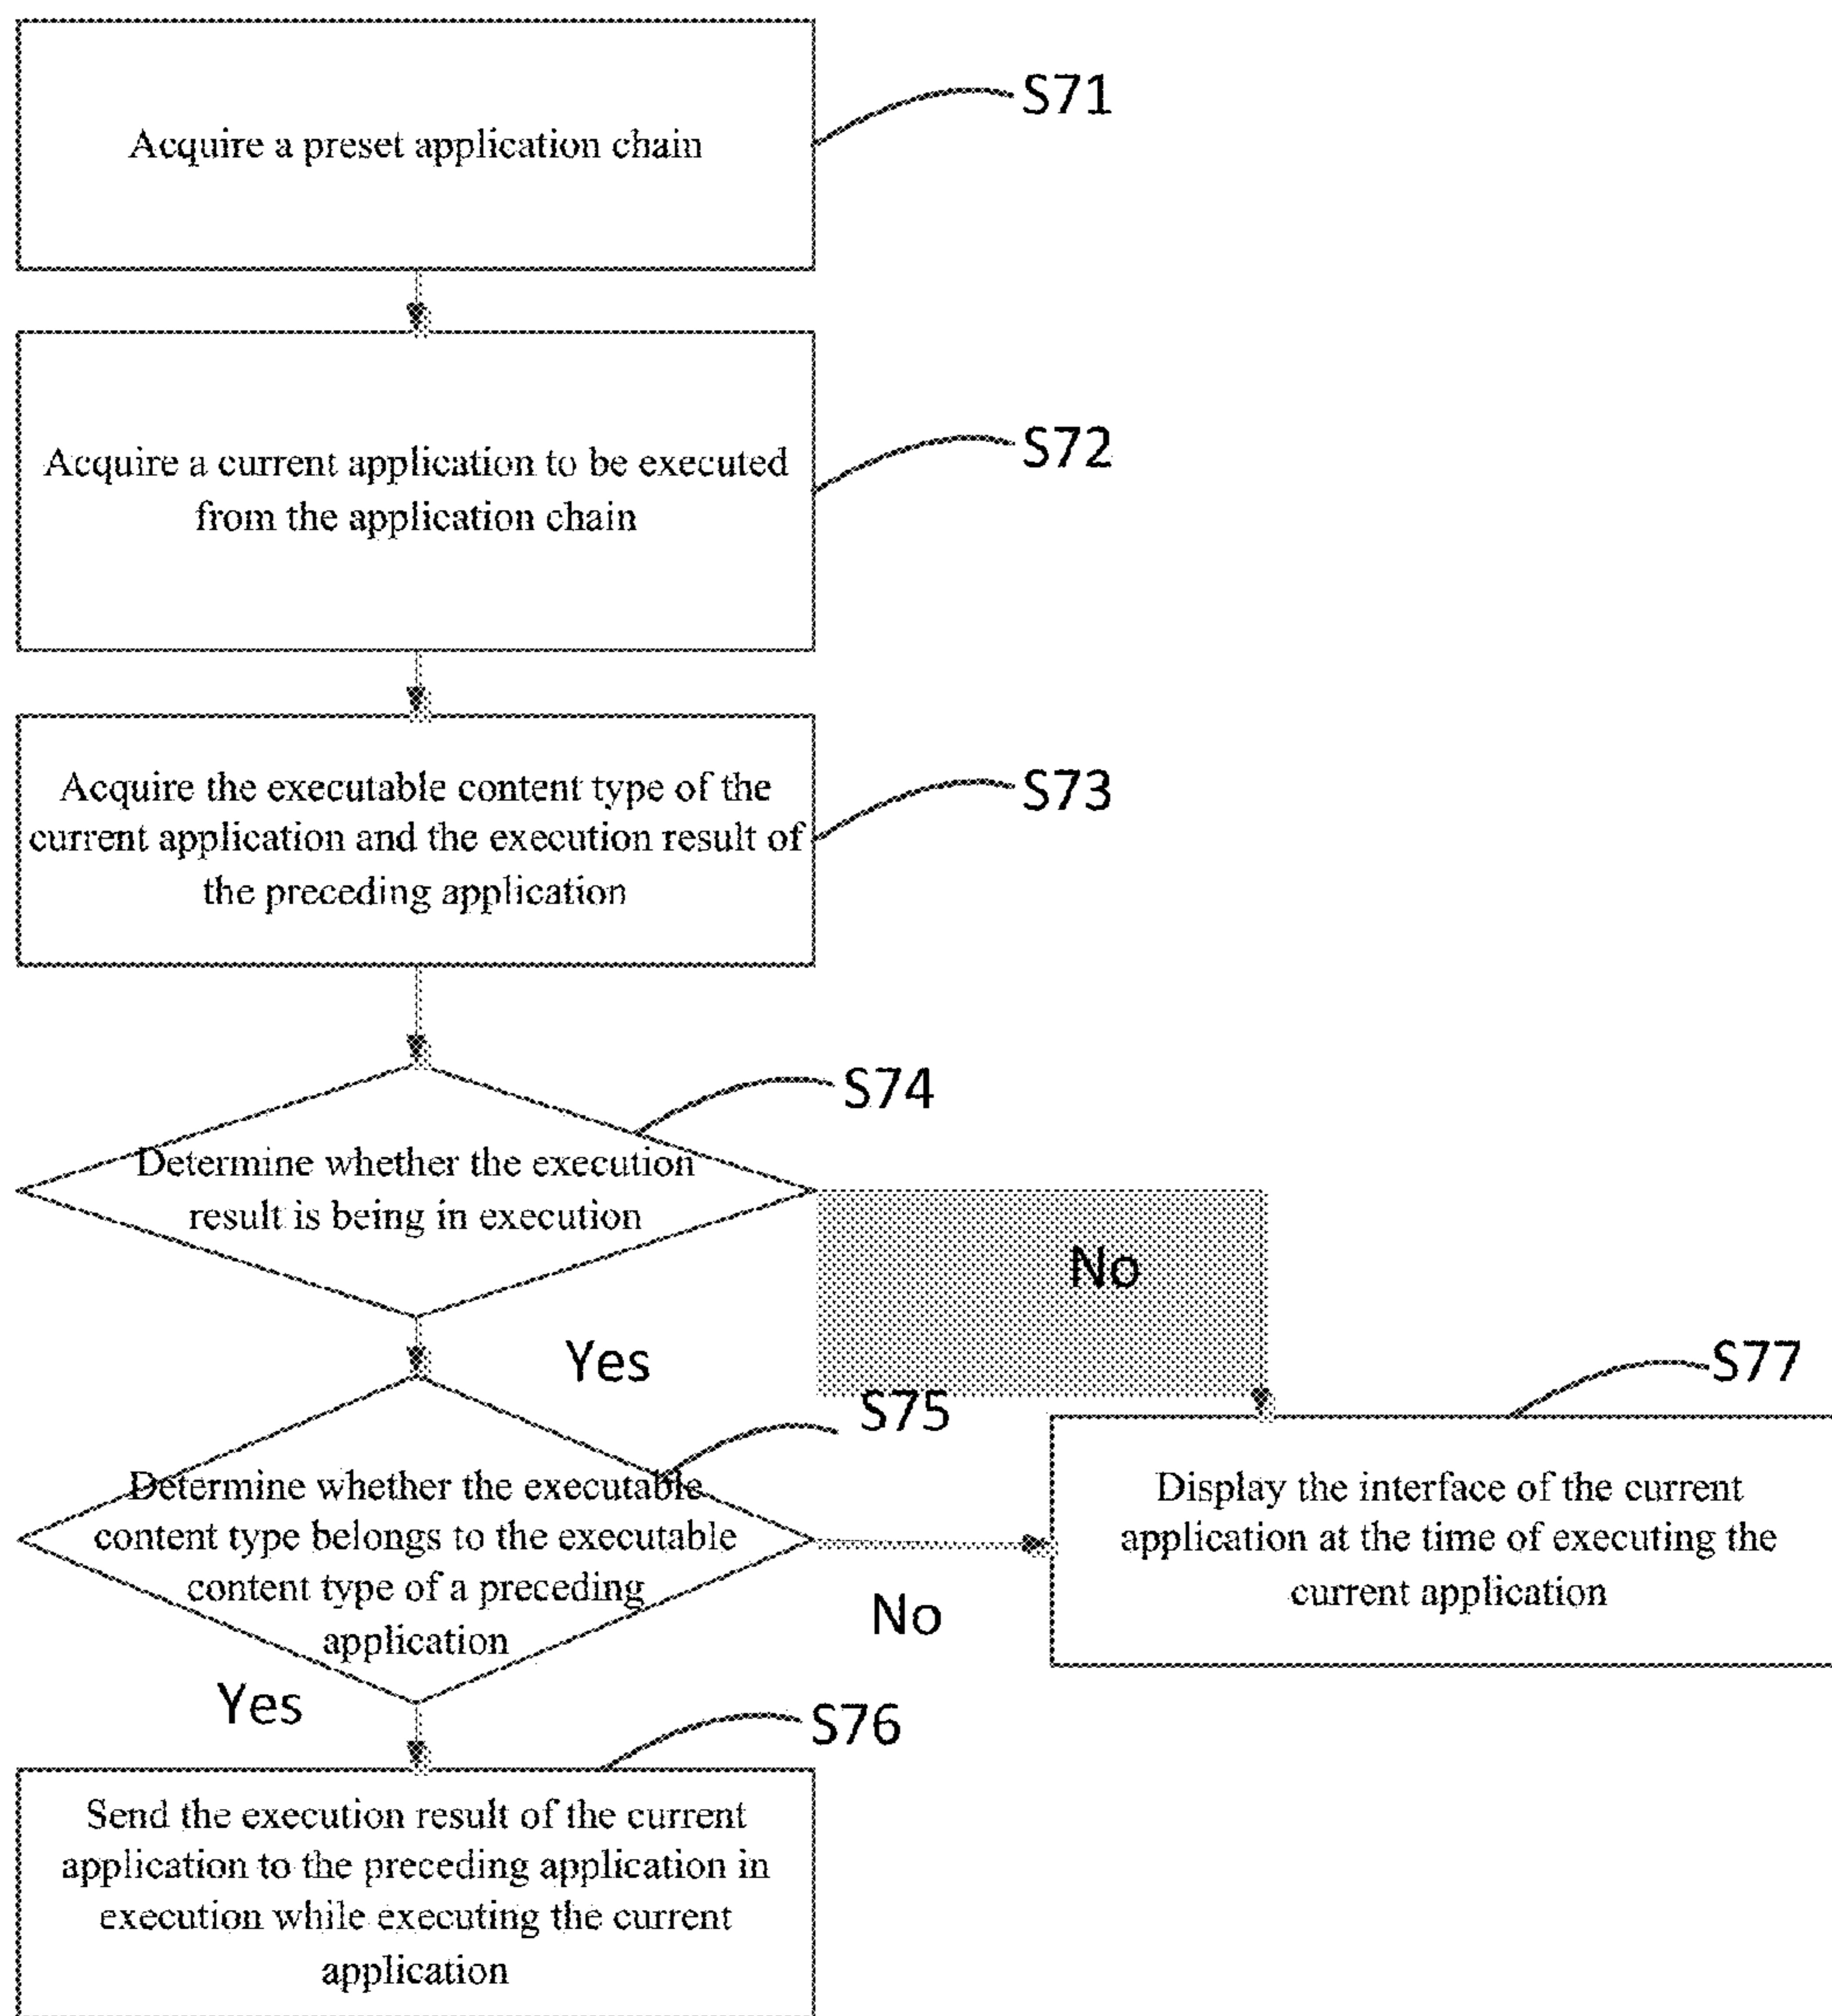 Acquire a preset application chain
S71
Acquire a current application to be executed
from the application chain
S72
Acquire the executable content type of the
current application and the execution result of
the preceding application
S73
S74
Determine whether the execution
result is being in execution
No
Yes
S75
Determine whether the executable
content type belongs to the executable
content type of a preceding
application
No
Yes
S77
Display the interface of the current
application at the time of executing the
current application
S76
Send the execution result of the current
application to the preceding application in
execution while executing the current
application